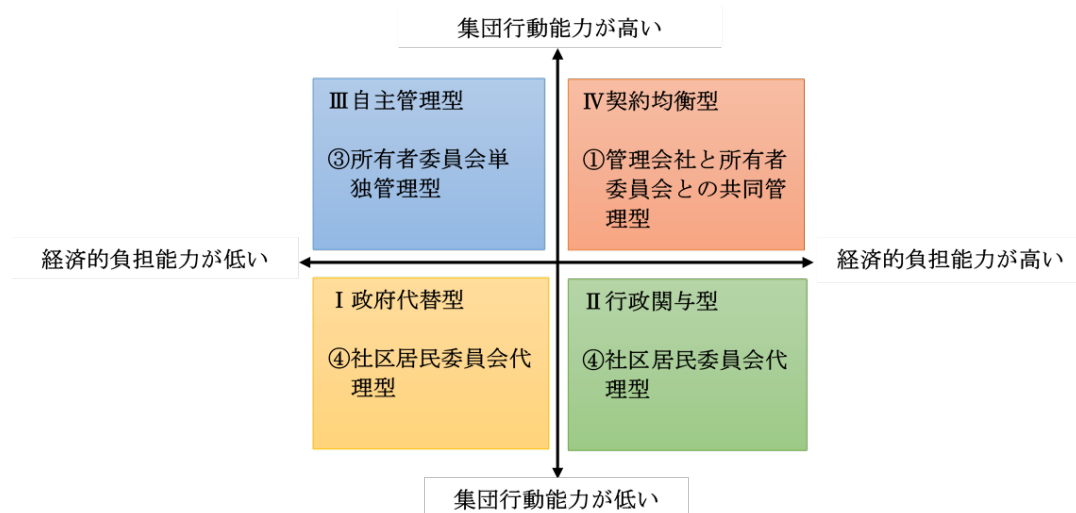 集団行動能力が高い
Ⅲ自主管理型
③所有者委員会単
独管理型
Ⅳ契約均衡型
①管理会社と所有者
委員会との共同管
理型
経済的負担能力が低い
経済的負担能力が高い
Ⅰ政府代替型
④社区居民委員会代
理型
Ⅱ行政関与型
④社区居民委員会代
理型
集団行動能力が低い